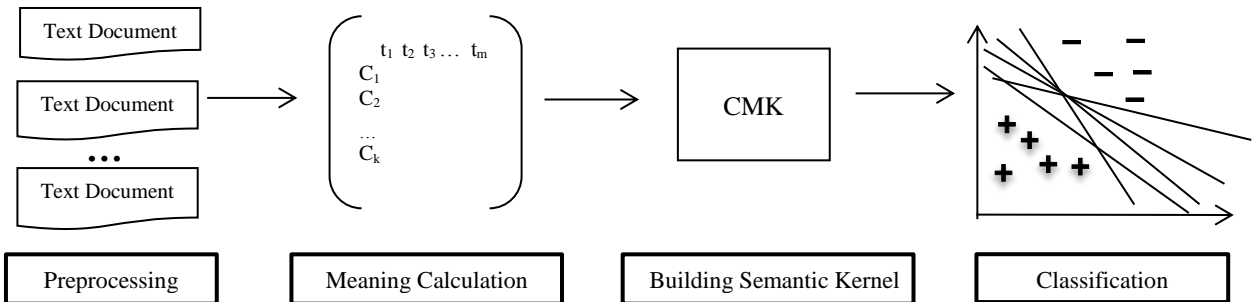 Text Document
Text Document
...
Text Document
t₁ t₂ t₃ … tₘ
C₁
C₂
…
Cₖ
CMK
Preprocessing
Meaning Calculation
Building Semantic Kernel
Classification